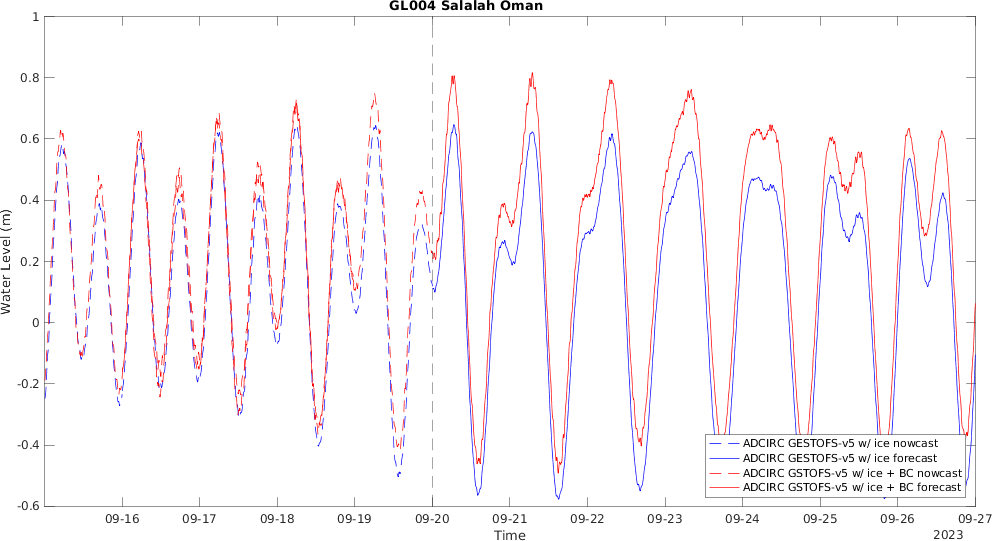 GL004 Salalah Oman
1
0.8
0.6
0.4
0.2
0
-0.2
-0.4
-0.6
Water Level (m)
ADCIRC GESTOFS-v5 w/ ice nowcast
ADCIRC GESTOFS-v5 w/ ice forecast
ADCIRC GSTOFS-v5 w/ ice + BC nowcast
ADCIRC GSTOFS-v5 w/ ice + BC forecast
09-16 09-17 09-18 09-19 09-20 09-21 09-22 09-23 09-24 09-25 09-26 09-27
Time 2023